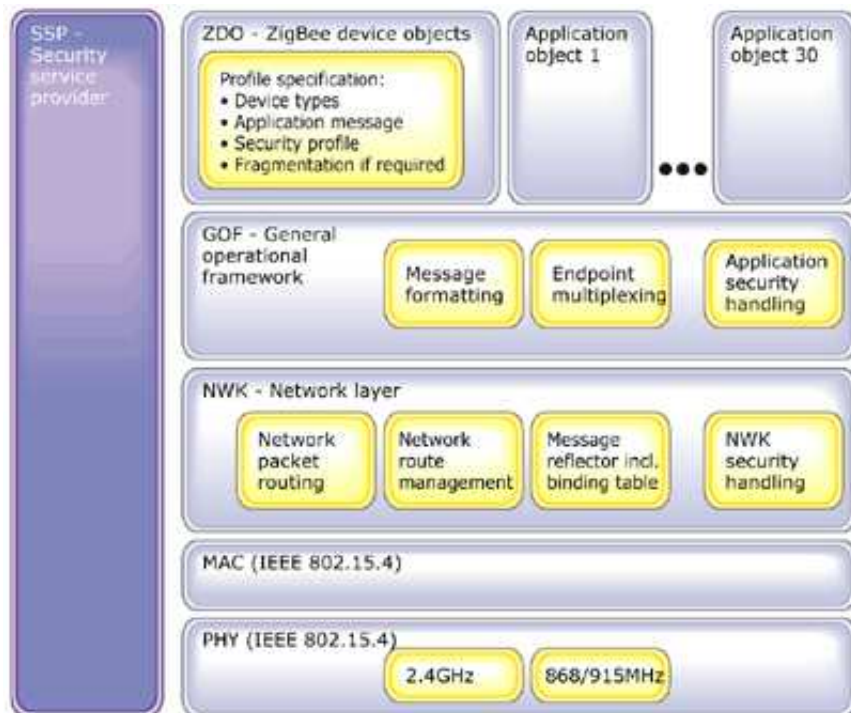 SSP -
Security
service
provider
ZDO - ZigBee device objects
Profile specification:
• Device types
• Application message
• Security profile
• Fragmentation if required
Application
object 1
•••
Application
object 30
GOF - General
operational
framework
Message
formatting
Endpoint
multiplexing
Application
security
handling
NWK - Network layer
Network
packet
routing
Network
route
management
Message
reflector incl.
binding table
NWK
security
handling
MAC (IEEE 802.15.4)
PHY (IEEE 802.15.4)
2.4GHz
868/915MHz